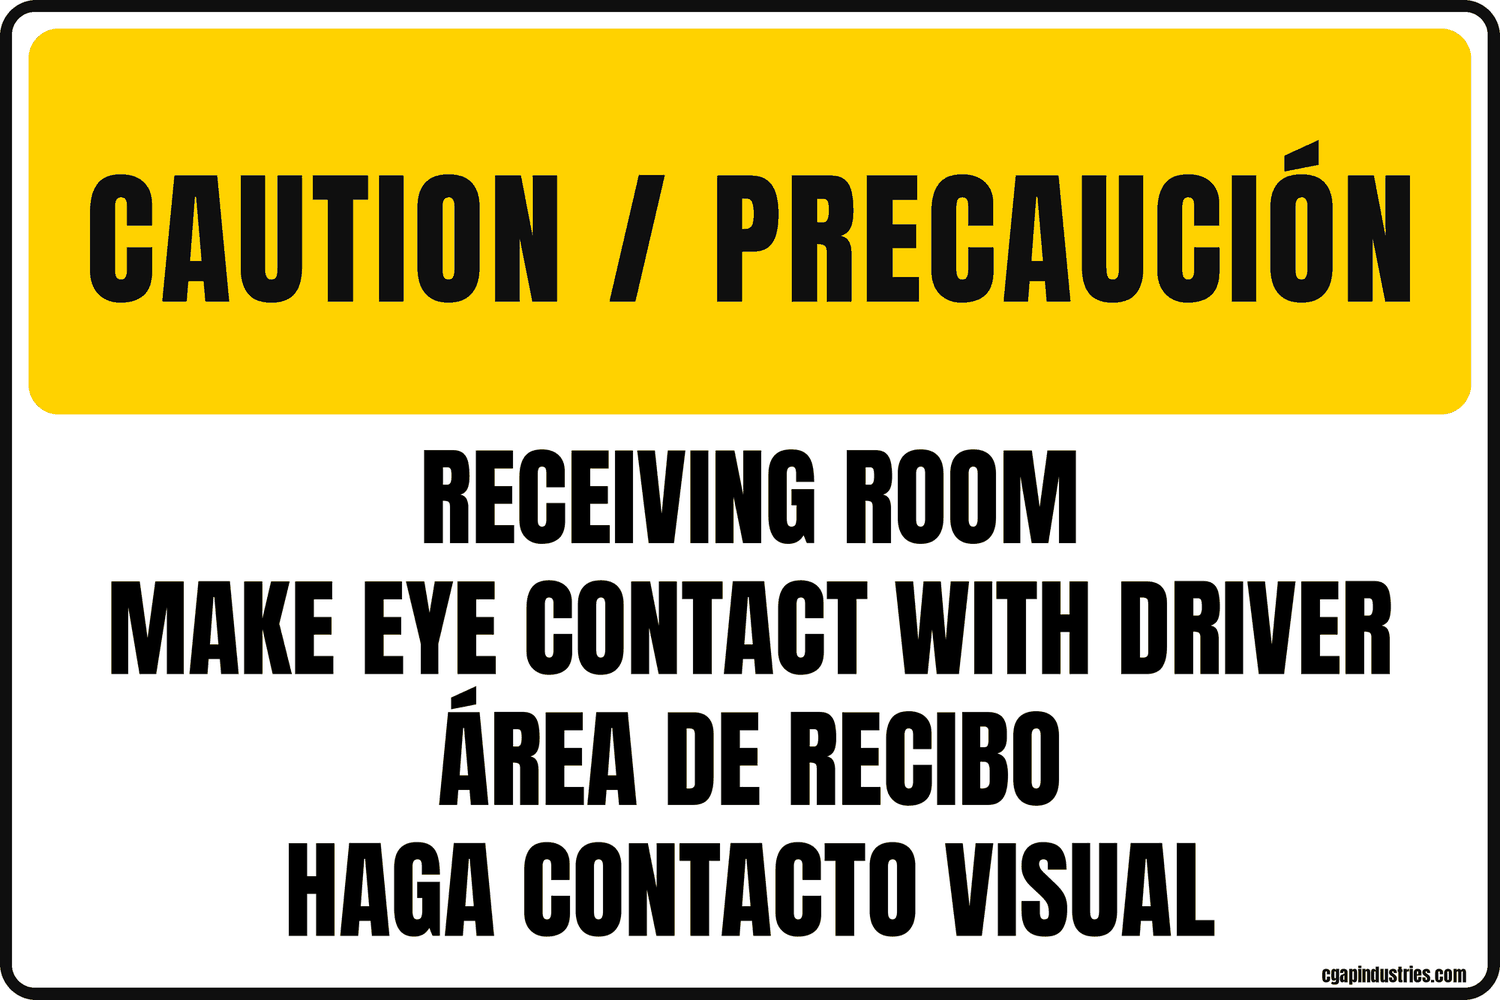 CAUTION / PRECAUCIÓN
RECEIVING ROOM
MAKE EYE CONTACT WITH DRIVER
ÁREA DE RECIBO
HAGA CONTACTO VISUAL
cgapindustries.com